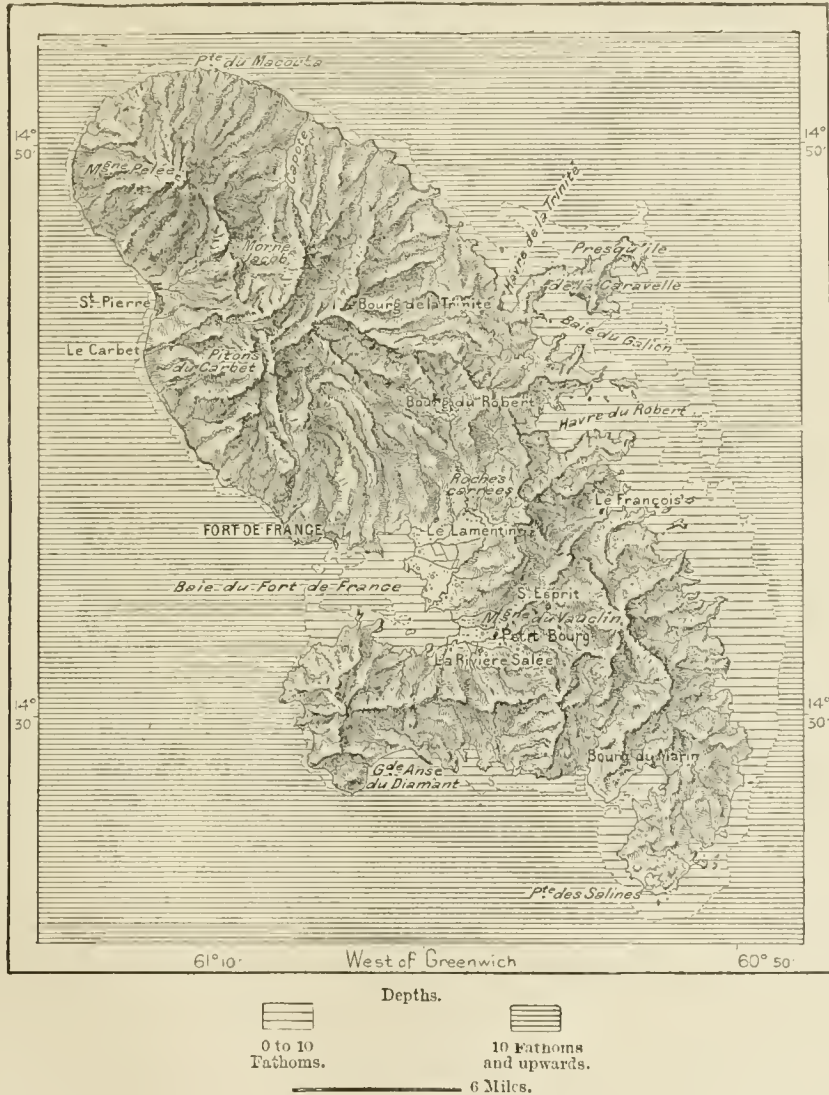 Pte du Macouba
14°
50'
14°
50'
Mgne Pelée
Capote
Havre de la Trinité
Morne
Jacob
Presqu'ile
de la Caravelle
St Pierre
Bourg de la Trinité
Baie du Galion
Le Carbet
Pitons
du Carbet
Bourg du Robert
Havre du Robert
Roches
carrées
Le François
FORT DE FRANCE
Le Lamentin
Baie du Fort de France
St Esprit
Mgne du Vauclin
Petit Bourg
La Rivière Salée
14°
30
14°
50'
Bourg du Marin
Gde Anse
du Diamant
Pte des Salines
61°10'
West of Greenwich
60°50'
Depths.
0 to 10
Fathoms.
10 Fathoms
and upwards.
6 Miles.